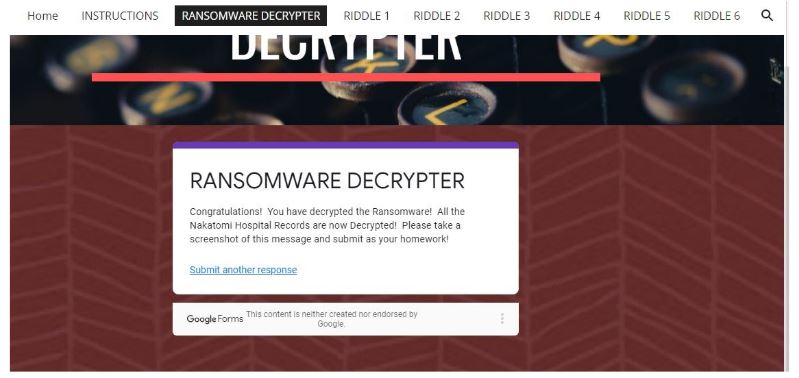 Home INSTRUCTIONS RANSOMWARE DECRYPTER RIDDLE 1 RIDDLE 2 RIDDLE 3 RIDDLE 4 RIDDLE 5 RIDDLE 6
DECRYPTER
RANSOMWARE DECRYPTER
Congratulations! You have decrypted the Ransomware! All the
Nakatomi Hospital Records are now Decrypted! Please take a
screenshot of this message and submit as your homework!
Submit another response
Google Forms This content is neither created nor endorsed by
Google.